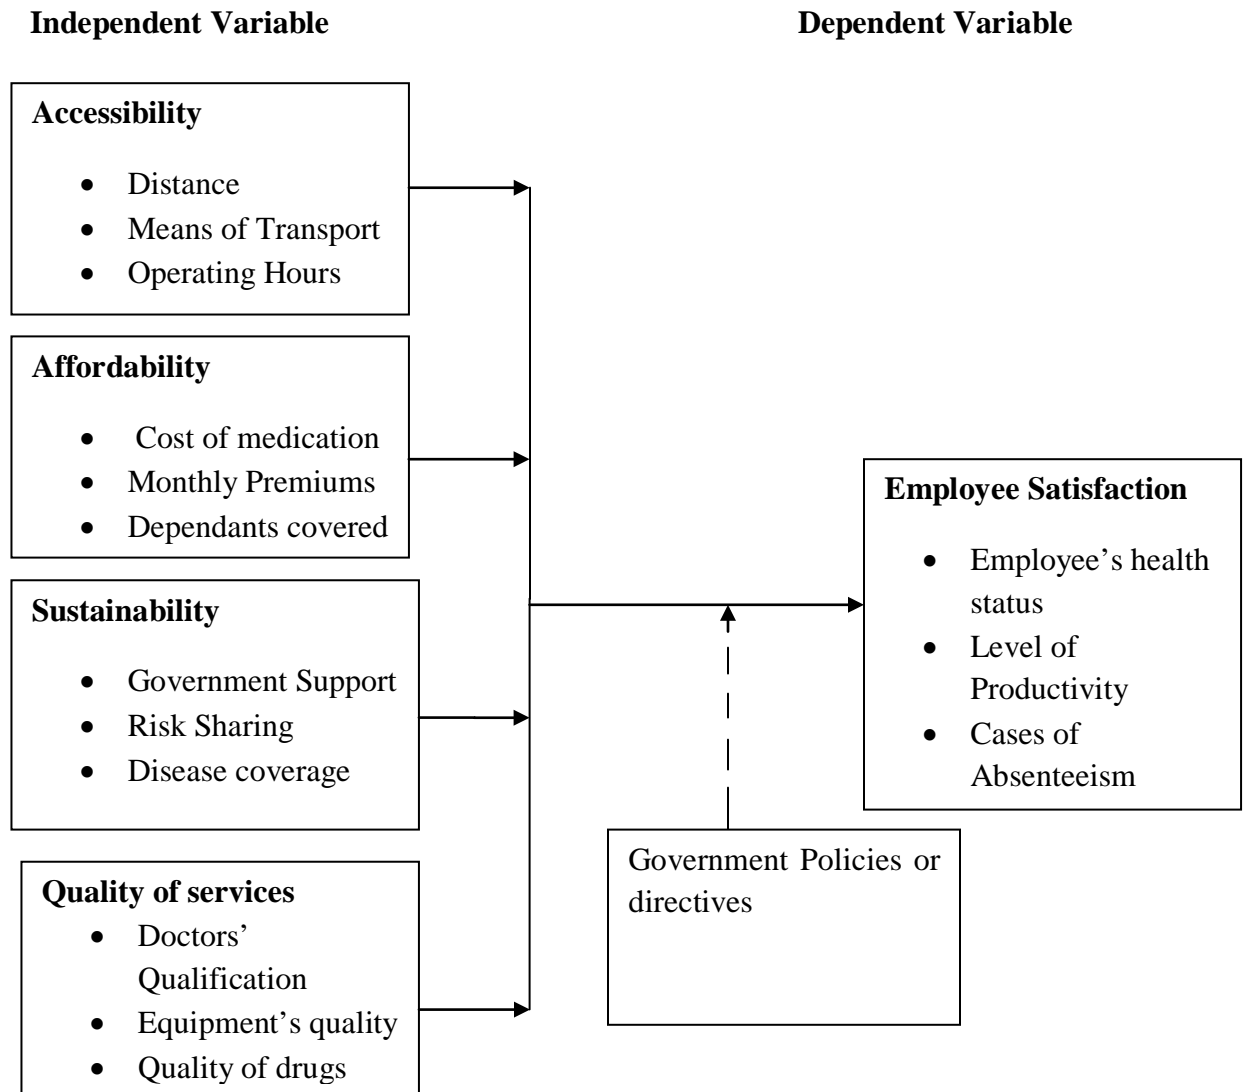 Independent Variable
Dependent Variable
Accessibility
• Distance
• Means of Transport
• Operating Hours
Affordability
• Cost of medication
• Monthly Premiums
• Dependants covered
Sustainability
• Government Support
• Risk Sharing
• Disease coverage
Quality of services
• Doctors’
Qualification
• Equipment’s quality
• Quality of drugs
Employee Satisfaction
• Employee’s health
status
• Level of
Productivity
• Cases of
Absenteeism
Government Policies or
directives